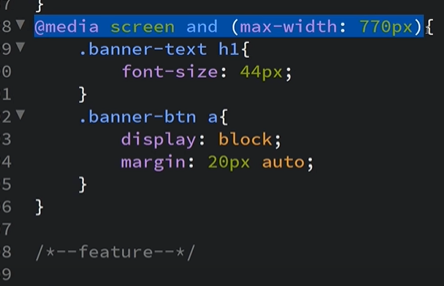 7 }
8 @media screen and (max-width: 770px){
9 .banner-text h1{
0 font-size: 44px;
1 }
2 .banner-btn a{
3 display: block;
4 margin: 20px auto;
5 }
6 }
7
8 /*--feature--*/
9